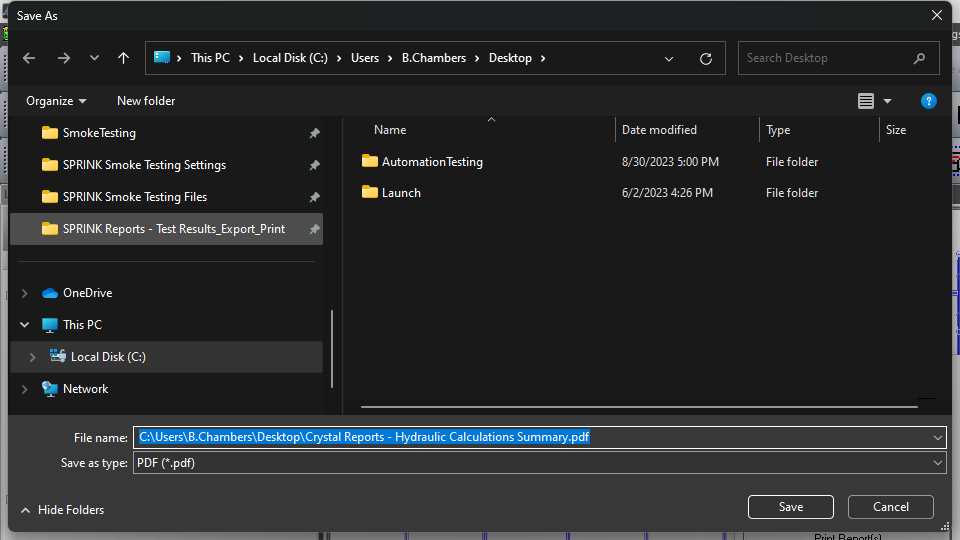 Save As
This PC > Local Disk (C:) > Users > B.Chambers > Desktop >
Search Desktop
Organize
New folder
SmokeTesting
SPRINK Smoke Testing Settings
SPRINK Smoke Testing Files
SPRINK Reports - Test Results_Export_Print
OneDrive
This PC
Local Disk (C:)
Network
Name Date modified Type Size
AutomationTesting 8/30/2023 5:00 PM File folder
Launch 6/2/2023 4:26 PM File folder
File name: C:\Users\B.Chambers\Desktop\Crystal Reports - Hydraulic Calculations Summary.pdf
Save as type: PDF (*.pdf)
Hide Folders
Save
Cancel
Print Report(s)